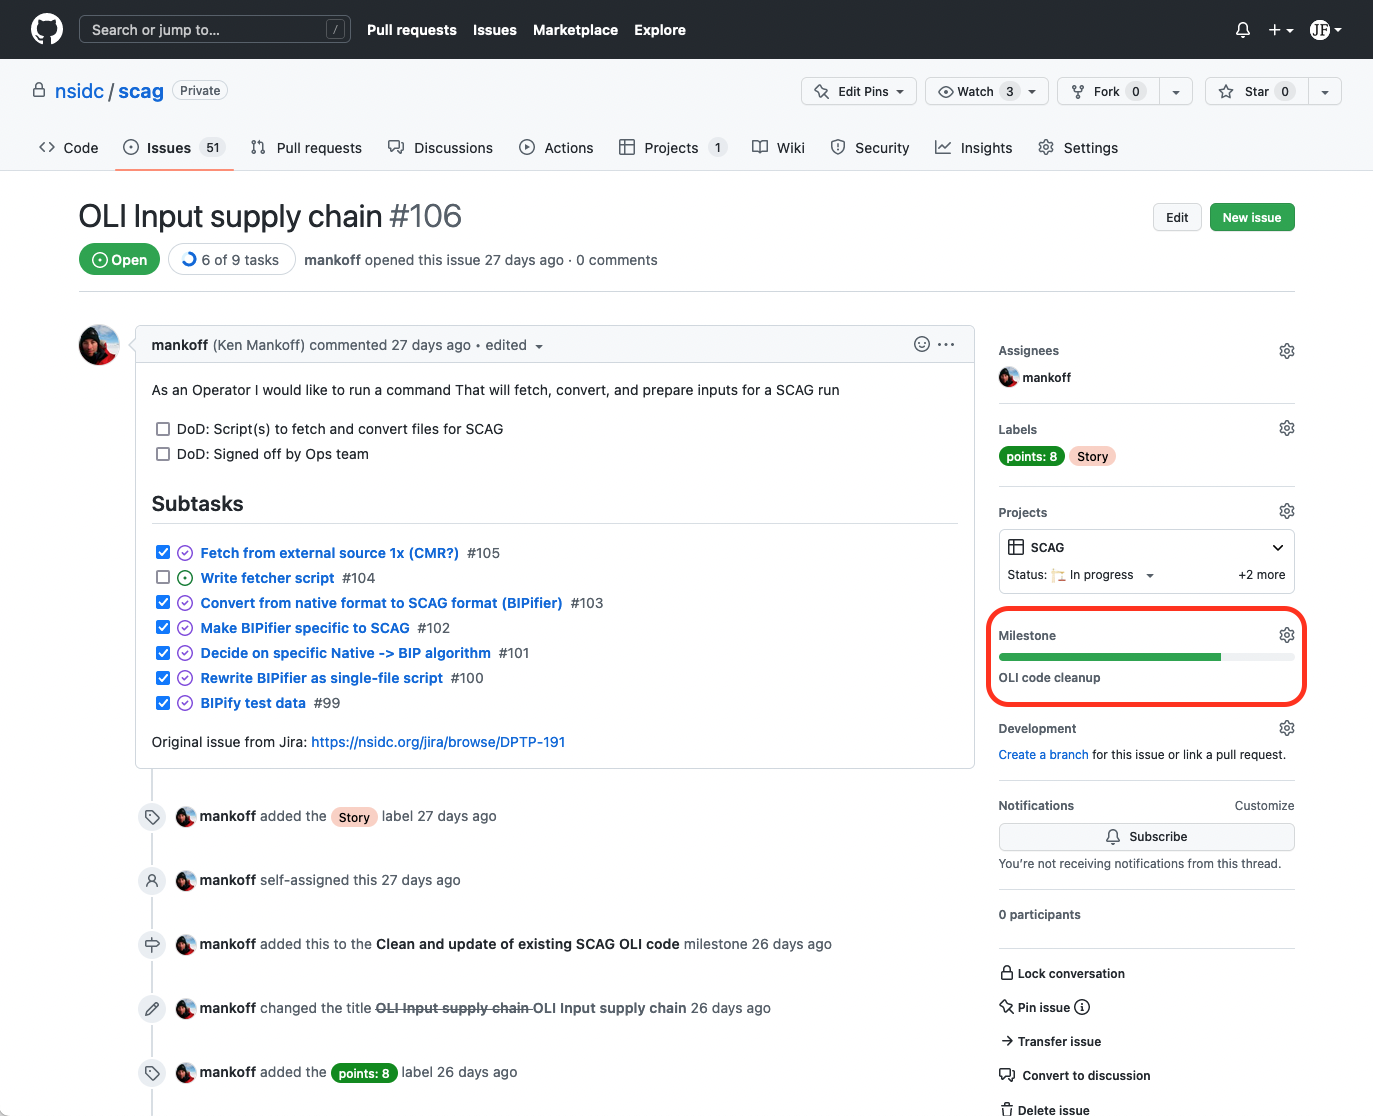 Search or jump to... /
Pull requests Issues Marketplace Explore
JF
nsidc / scag Private
Edit Pins Watch 3 Fork 0 Star 0
Code Issues 51 Pull requests Discussions Actions Projects 1 Wiki Security Insights Settings
OLI Input supply chain #106
Edit New issue
Open 6 of 9 tasks mankoff opened this issue 27 days ago · 0 comments
mankoff (Ken Mankoff) commented 27 days ago • edited
As an Operator I would like to run a command That will fetch, convert, and prepare inputs for a SCAG run
DoD: Script(s) to fetch and convert files for SCAG
DoD: Signed off by Ops team
Subtasks
Fetch from external source 1x (CMR?) #105
Write fetcher script #104
Convert from native format to SCAG format (BIPifier) #103
Make BIPifier specific to SCAG #102
Decide on specific Native -> BIP algorithm #101
Rewrite BIPifier as single-file script #100
BIPify test data #99
Original issue from Jira: https://nsidc.org/jira/browse/DPTP-191
mankoff added the Story label 27 days ago
mankoff self-assigned this 27 days ago
mankoff added this to the Clean and update of existing SCAG OLI code milestone 26 days ago
mankoff changed the title OLI Input supply chain OLI Input supply chain 26 days ago
mankoff added the points: 8 label 26 days ago
Assignees
mankoff
Labels
points: 8 Story
Projects
SCAG
Status: In progress +2 more
Milestone
OLI code cleanup
Development
Create a branch for this issue or link a pull request.
Notifications Customize
Subscribe
You're not receiving notifications from this thread.
0 participants
Lock conversation
Pin issue
Transfer issue
Convert to discussion
Delete issue